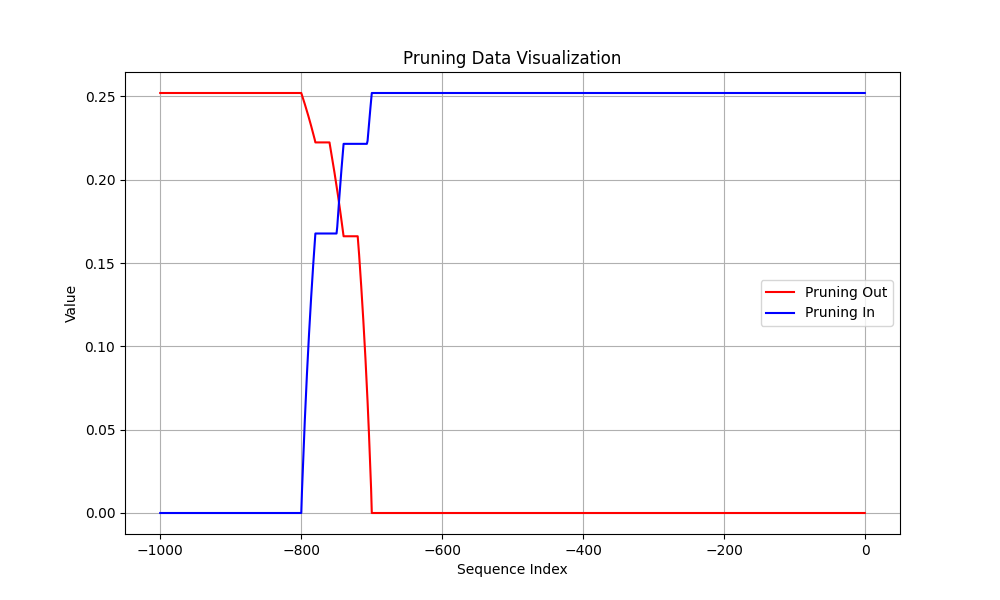 Pruning Data Visualization
0.25
0.20
0.15
0.10
0.05
0.00
Value
Pruning Out
Pruning In
−1000
−800
−600
−400
−200
0
Sequence Index